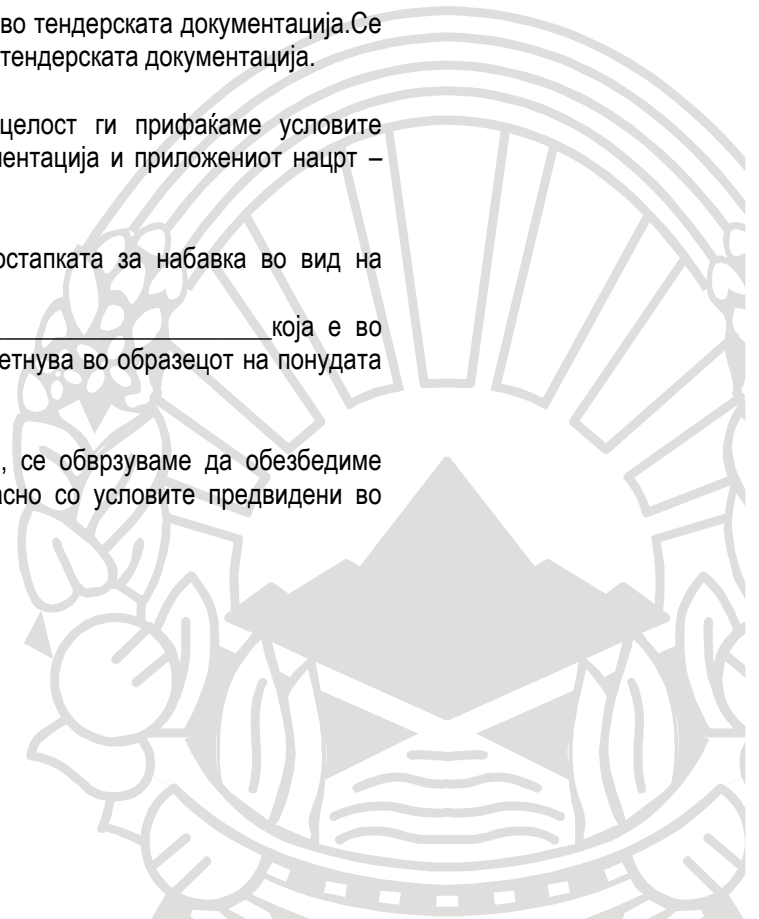 во тендерската документација.Се
тендерската документација.
целост ги прифаќаме условите
ментација и приложениот нацрт –
остапката за набавка во вид на
____________________која е во
етнува во образецот на понудата
, се обврзуваме да обезбедиме
асно со условите предвидени во